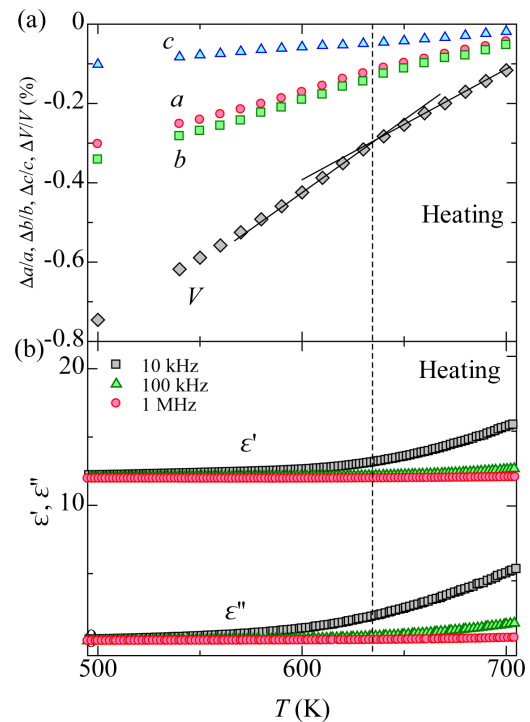 (a)
0
-0.2
-0.4
-0.6
-0.8
Δa/a, Δb/b, Δc/c, ΔV/V (%)
c
a
b
V
Heating
(b)
20
10
0
ε', ε"
10 kHz
100 kHz
1 MHz
Heating
ε'
ε"
500
600
700
T (K)